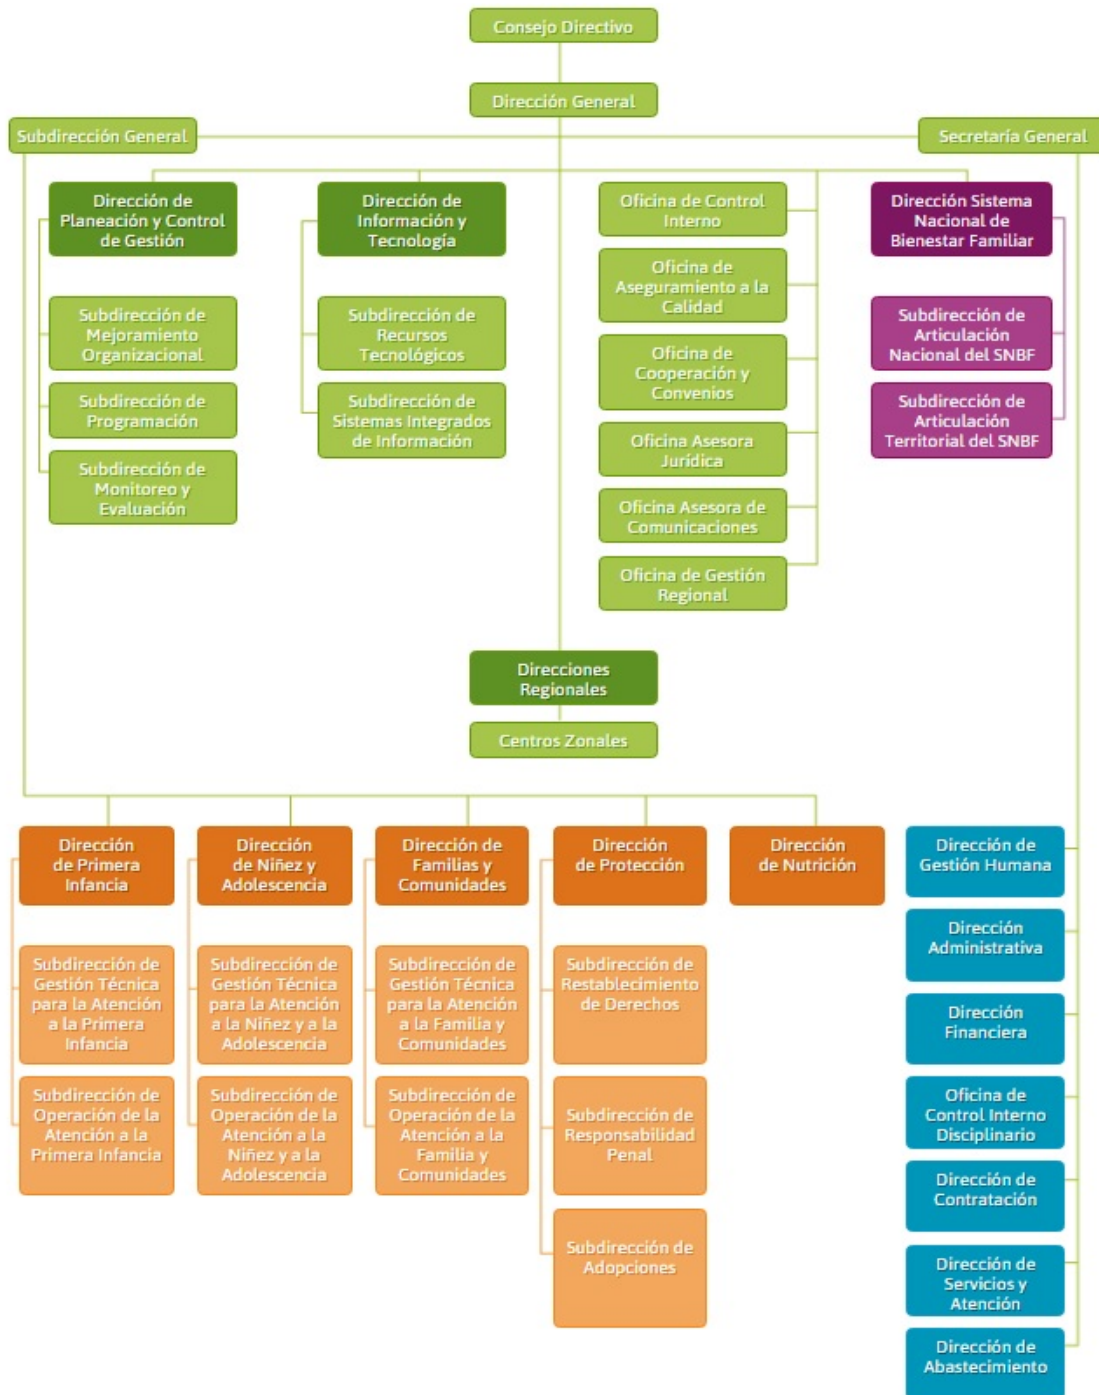 Consejo Directivo
Dirección General
Subdirección General
Secretaría General
Dirección de
Planeación y Control
de Gestión
Subdirección de
Mejoramiento
Organizacional
Subdirección de
Programación
Subdirección de
Monitoreo y
Evaluación
Dirección de
Información y
Tecnología
Subdirección de
Recursos
Tecnológicos
Subdirección de
Sistemas Integrados
de Información
Oficina de Control
Interno
Oficina de
Aseguramiento a la
Calidad
Oficina de
Cooperación y
Convenios
Oficina Asesora
Jurídica
Oficina Asesora de
Comunicaciones
Oficina de Gestión
Regional
Dirección Sistema
Nacional de
Bienestar Familiar
Subdirección de
Articulación
Nacional del SNBF
Subdirección de
Articulación
Territorial del SNBF
Direcciones
Regionales
Centros Zonales
Dirección
de Primera
Infancia
Subdirección de
Gestión Técnica
para la Atención
a la Primera
Infancia
Subdirección de
Operación de la
Atención a la
Primera Infancia
Dirección
de Niñez y
Adolescencia
Subdirección de
Gestión Técnica
para la Atención
a la Niñez y a la
Adolescencia
Subdirección de
Operación de la
Atención a la
Niñez y a la
Adolescencia
Dirección de
Familias y
Comunidades
Subdirección de
Gestión Técnica
para la Atención
a la Familia y
Comunidades
Subdirección de
Operación de la
Atención a la
Familia y
Comunidades
Dirección
de Protección
Subdirección de
Restablecimiento
de Derechos
Subdirección de
Responsabilidad
Penal
Subdirección de
Adopciones
Dirección
de Nutrición
Dirección de
Gestión Humana
Dirección
Administrativa
Dirección
Financiera
Oficina de
Control Interno
Disciplinario
Dirección de
Contratación
Dirección de
Servicios y
Atención
Dirección de
Abastecimiento